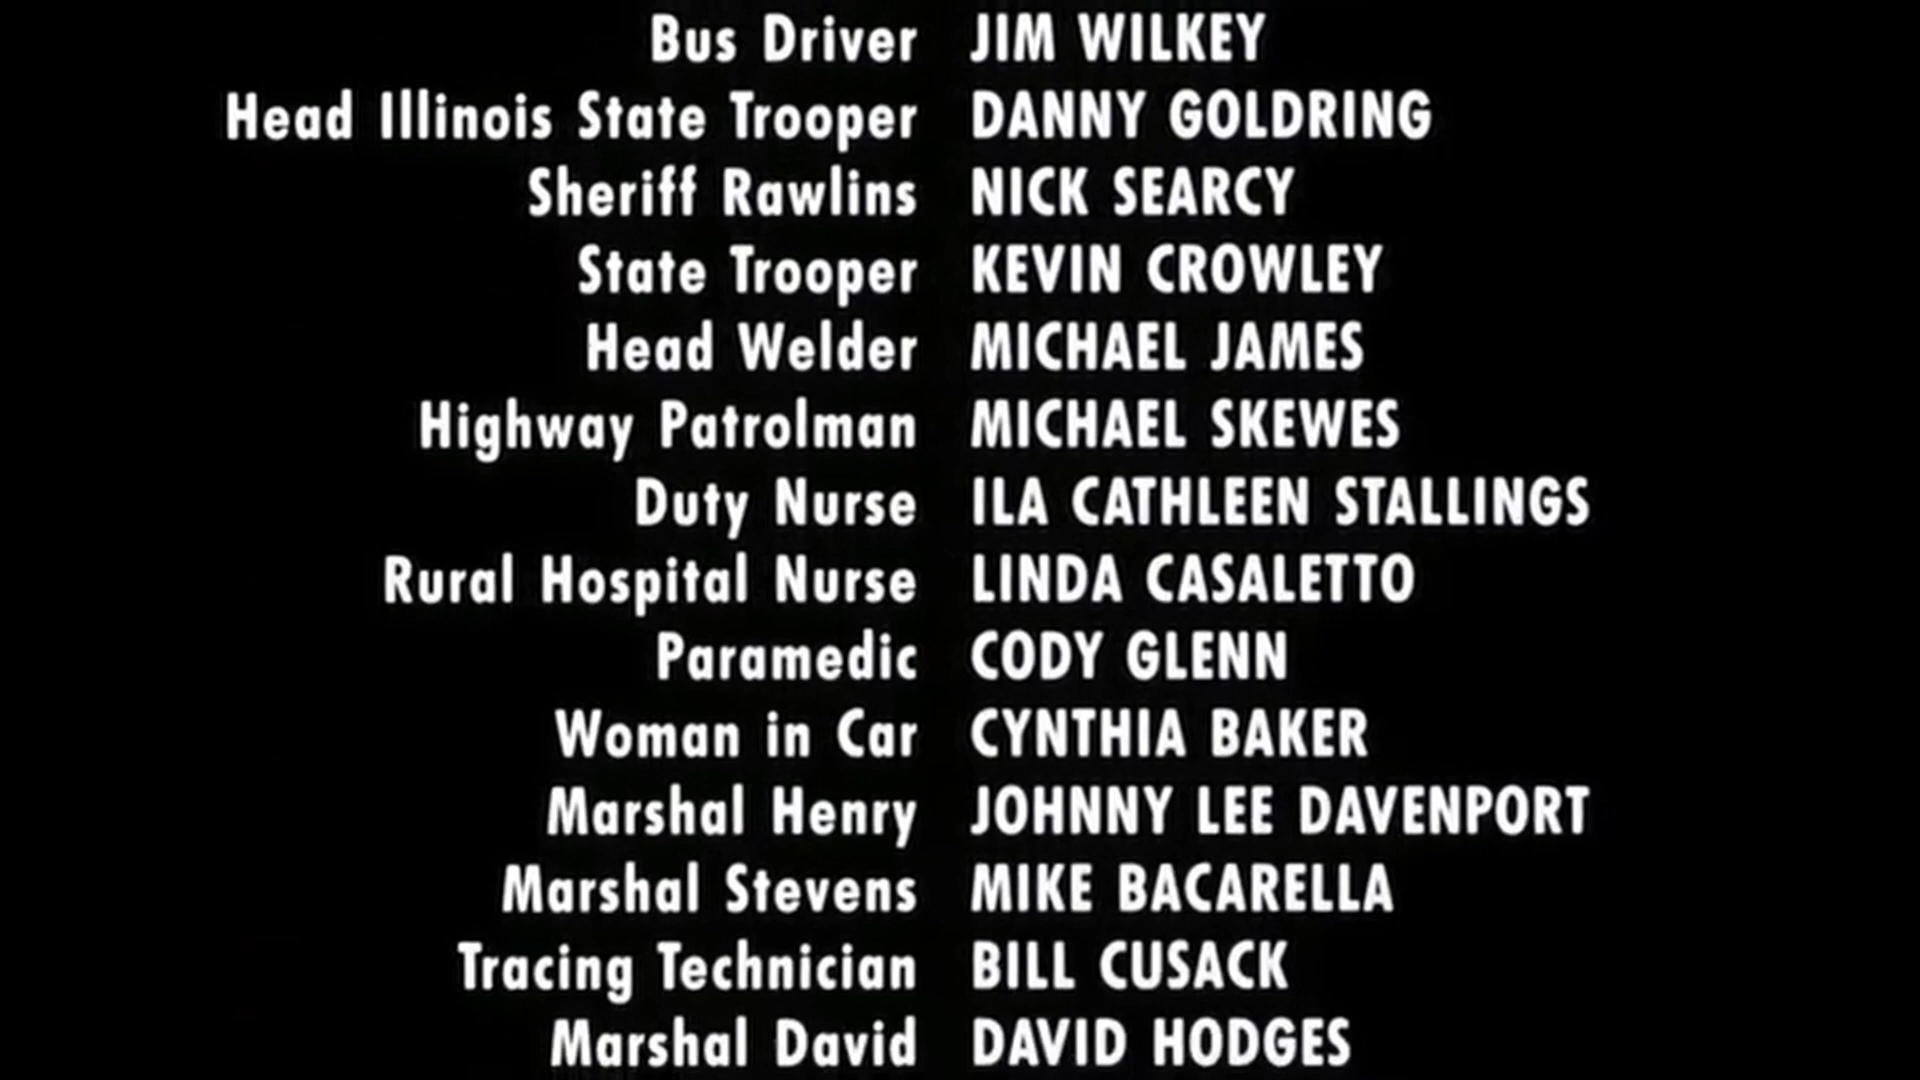 Bus Driver JIM WILKEY
Head Illinois State Trooper DANNY GOLDRING
Sheriff Rawlins NICK SEARCY
State Trooper KEVIN CROWLEY
Head Welder MICHAEL JAMES
Highway Patrolman MICHAEL SKEWES
Duty Nurse ILA CATHLEEN STALLINGS
Rural Hospital Nurse LINDA CASALETTO
Paramedic CODY GLENN
Woman in Car CYNTHIA BAKER
Marshal Henry JOHNNY LEE DAVENPORT
Marshal Stevens MIKE BACARELLA
Tracing Technician BILL CUSACK
Marshal David DAVID HODGES